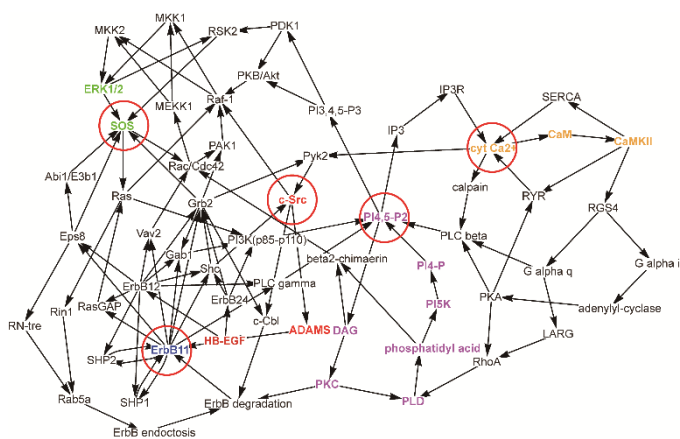 MKK1
MKK2
RSK2
PDK1
PKB/Akt
ERK1/2
MEKK1
Raf-1
PI3,4,5-P3
IP3R
SERCA
SOS
IP3
cyt Ca2+
CaM
CaMKII
PAK1
Pyk2
Rac/Cdc42
Abi1/E3b1
calpain
Ras
Grb2
c-Src
RYR
RGS4
PI4,5-P2
Vav2
Eps8
PI3K(p85-p110)
PLC beta
Gab1
beta2-chimaerin
Shc
PI4-P
G alpha q
G alpha i
ErbB12
PLC gamma
PKA
RasGAP
ErbB24
PI5K
adenylyl-cyclase
RN-tre
Rin1
c-Cbl
ADAMS
DAG
LARG
HB-EGF
ErbB11
phosphatidyl acid
SHP2
RhoA
PKC
PLD
Rab5a
SHP1
ErbB degradation
ErbB endoctosis